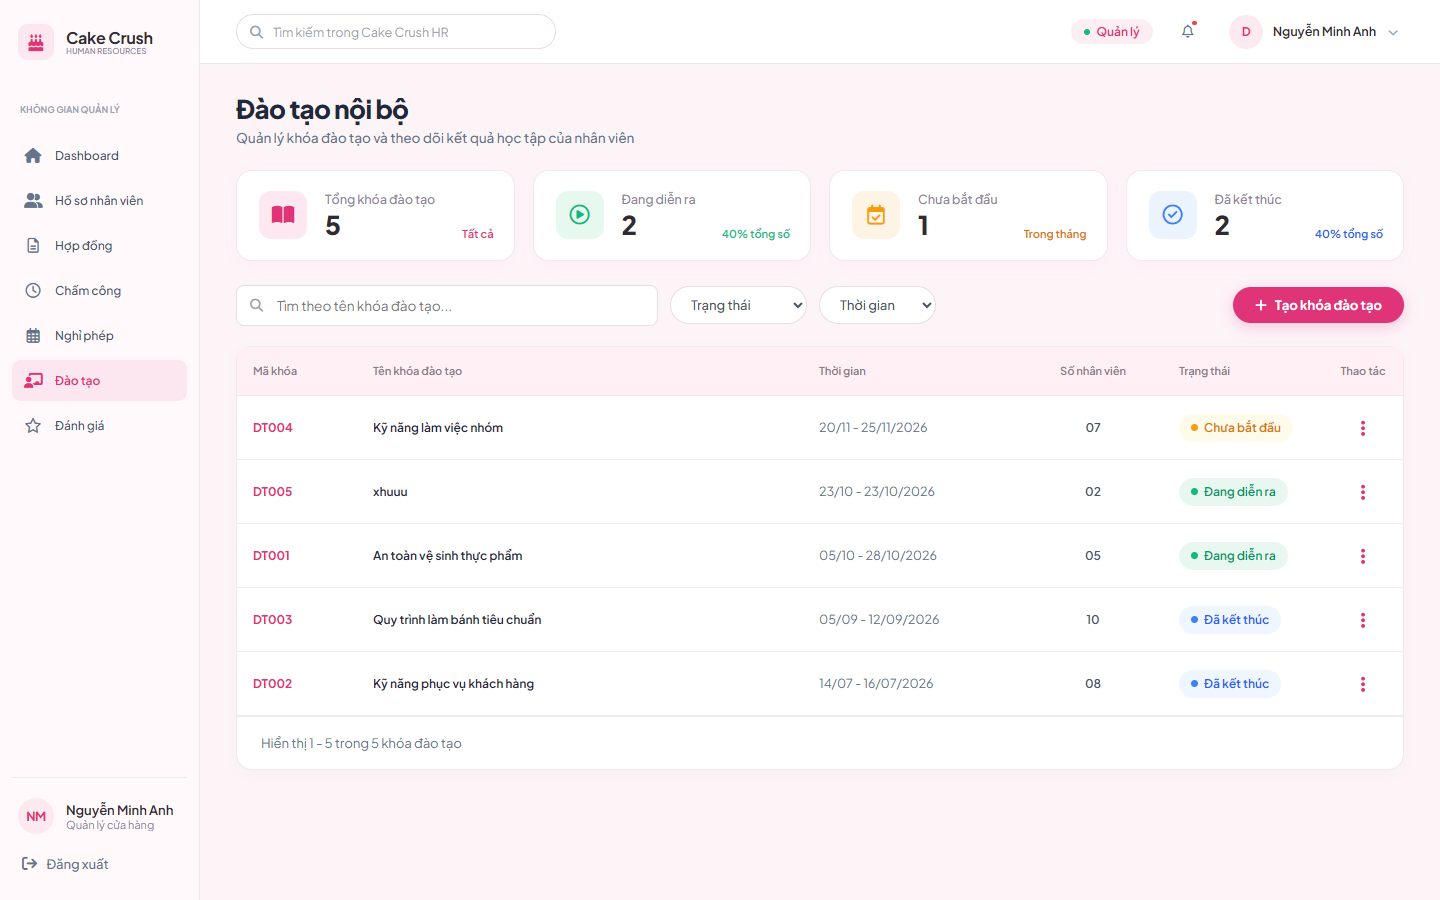 Cake Crush
HUMAN RESOURCES
KHÔNG GIAN QUẢN LÝ
Dashboard
Hồ sơ nhân viên
Hợp đồng
Chấm công
Nghỉ phép
Đào tạo
Đánh giá
NM
Nguyễn Minh Anh
Quản lý cửa hàng
Đăng xuất
Tìm kiếm trong Cake Crush HR
Quản lý
D
Nguyễn Minh Anh
Đào tạo nội bộ
Quản lý khóa đào tạo và theo dõi kết quả học tập của nhân viên
Tổng khóa đào tạo
5
Tất cả
Đang diễn ra
2
40% tổng số
Chưa bắt đầu
1
Trong tháng
Đã kết thúc
2
40% tổng số
Tìm theo tên khóa đào tạo...
Trạng thái
Thời gian
+ Tạo khóa đào tạo
Mã khóa Tên khóa đào tạo Thời gian Số nhân viên Trạng thái Thao tác
DT004 Kỹ năng làm việc nhóm 20/11 - 25/11/2026 07 Chưa bắt đầu
DT005 xhuuu 23/10 - 23/10/2026 02 Đang diễn ra
DT001 An toàn vệ sinh thực phẩm 05/10 - 28/10/2026 05 Đang diễn ra
DT003 Quy trình làm bánh tiêu chuẩn 05/09 - 12/09/2026 10 Đã kết thúc
DT002 Kỹ năng phục vụ khách hàng 14/07 - 16/07/2026 08 Đã kết thúc
Hiển thị 1 - 5 trong 5 khóa đào tạo